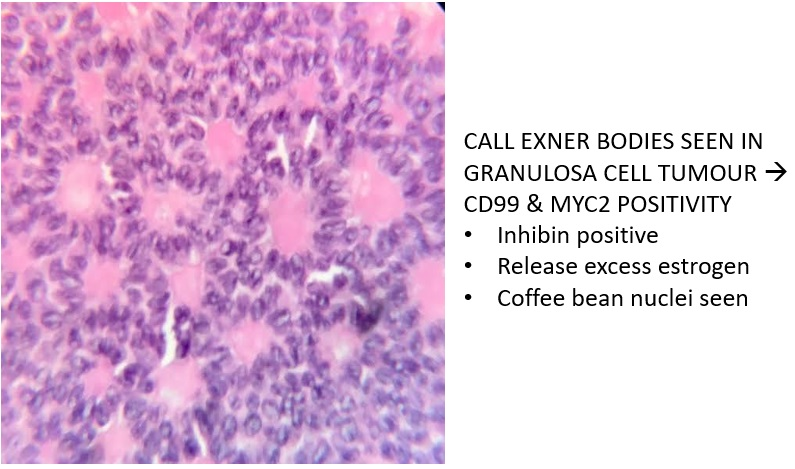 CALL EXNER BODIES SEEN IN
GRANULOSA CELL TUMOUR →
CD99 & MYC2 POSITIVITY
• Inhibin positive
• Release excess estrogen
• Coffee bean nuclei seen